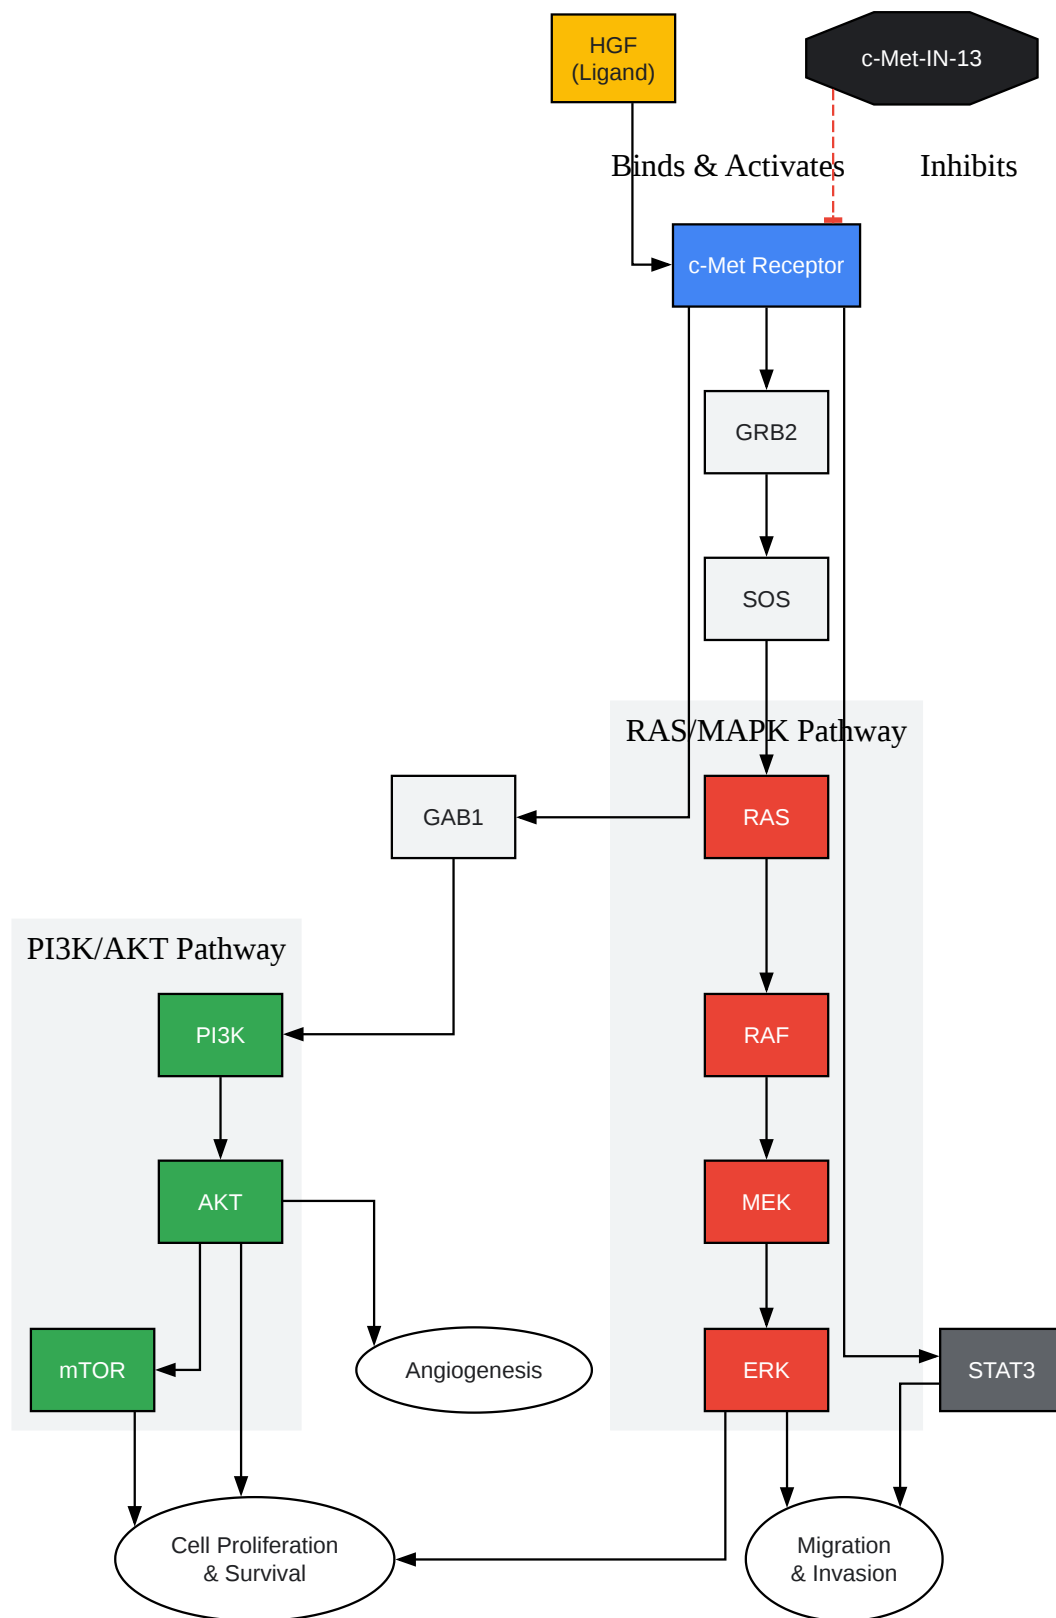 HGF
(Ligand)
c-Met-IN-13
Binds & Activates
Inhibits
c-Met Receptor
GRB2
SOS
RAS/MAPK Pathway
GAB1
RAS
PI3K/AKT Pathway
PI3K
RAF
AKT
MEK
mTOR
Angiogenesis
ERK
STAT3
Cell Proliferation
& Survival
Migration
& Invasion